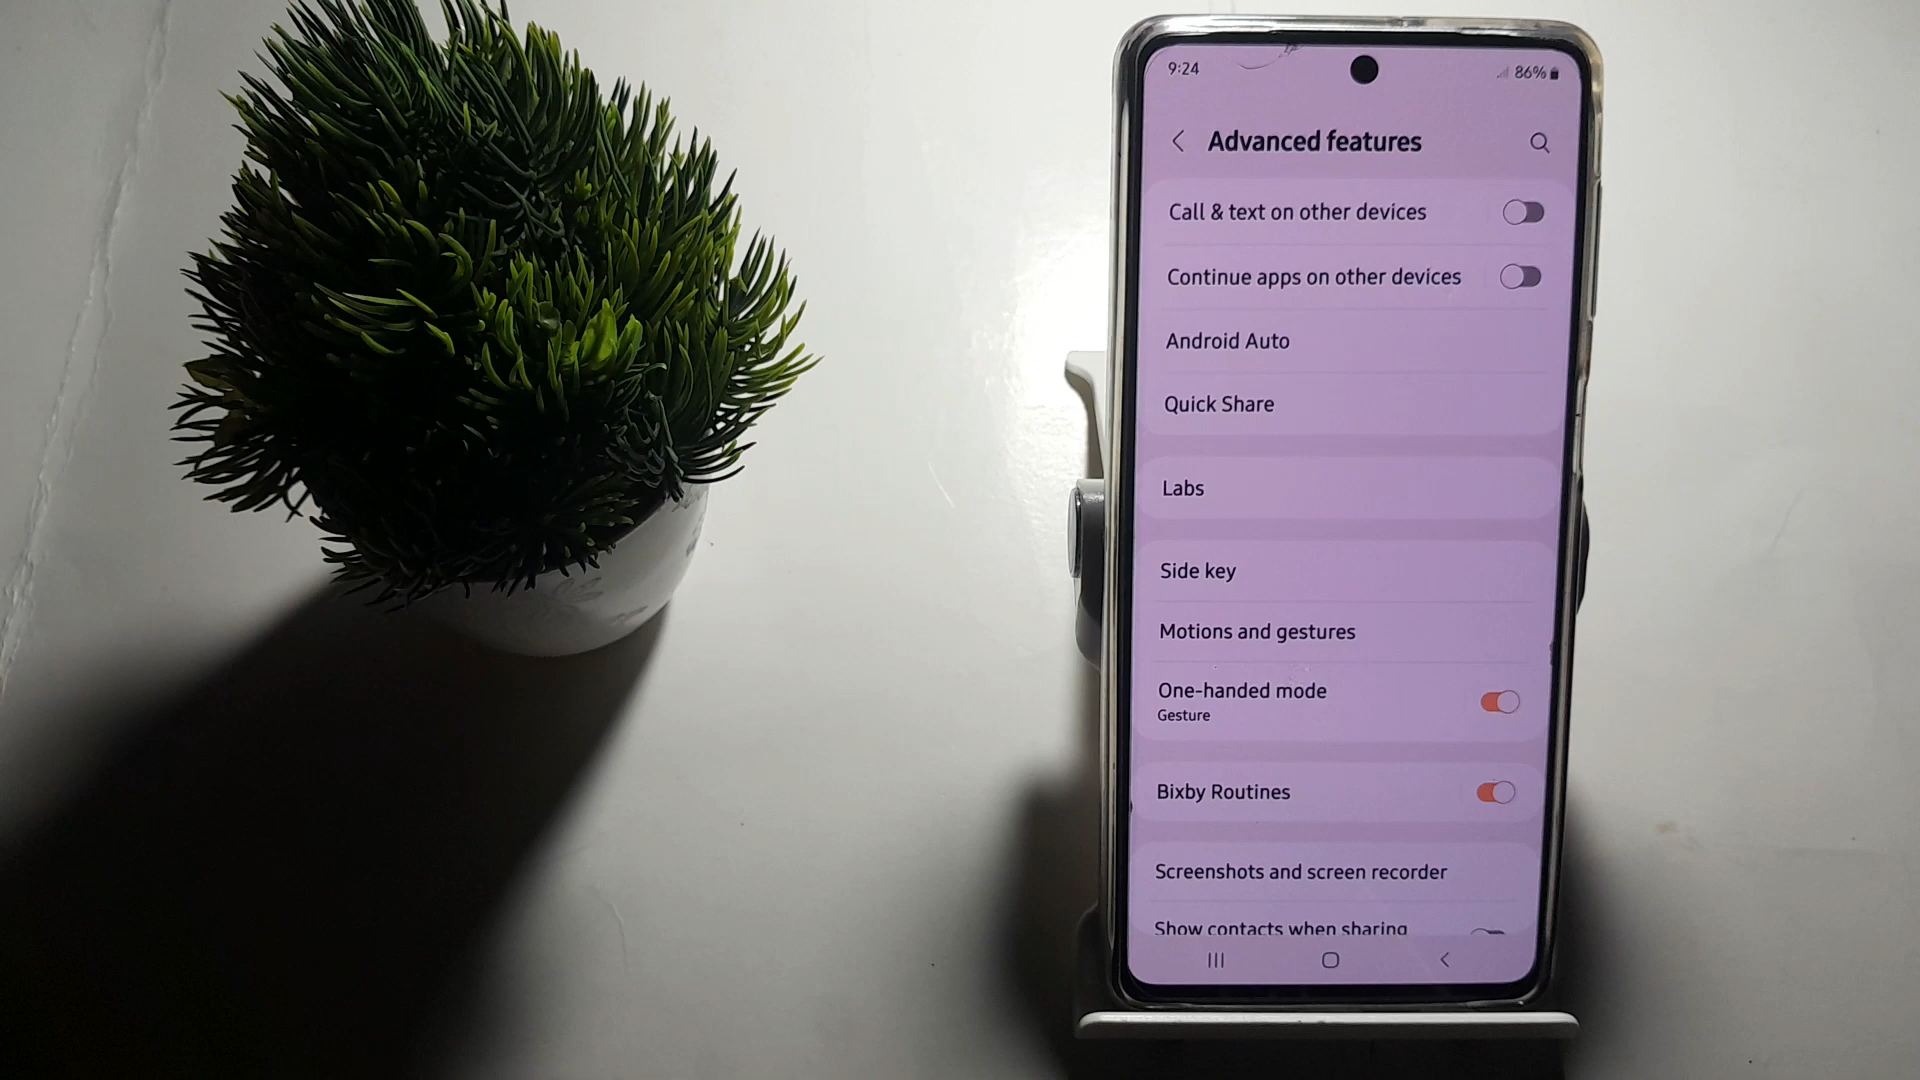 9:24
86%
Advanced features
Call & text on other devices
Continue apps on other devices
Android Auto
Quick Share
Labs
Side key
Motions and gestures
One-handed mode
Gesture
Bixby Routines
Screenshots and screen recorder
Show contacts when sharing